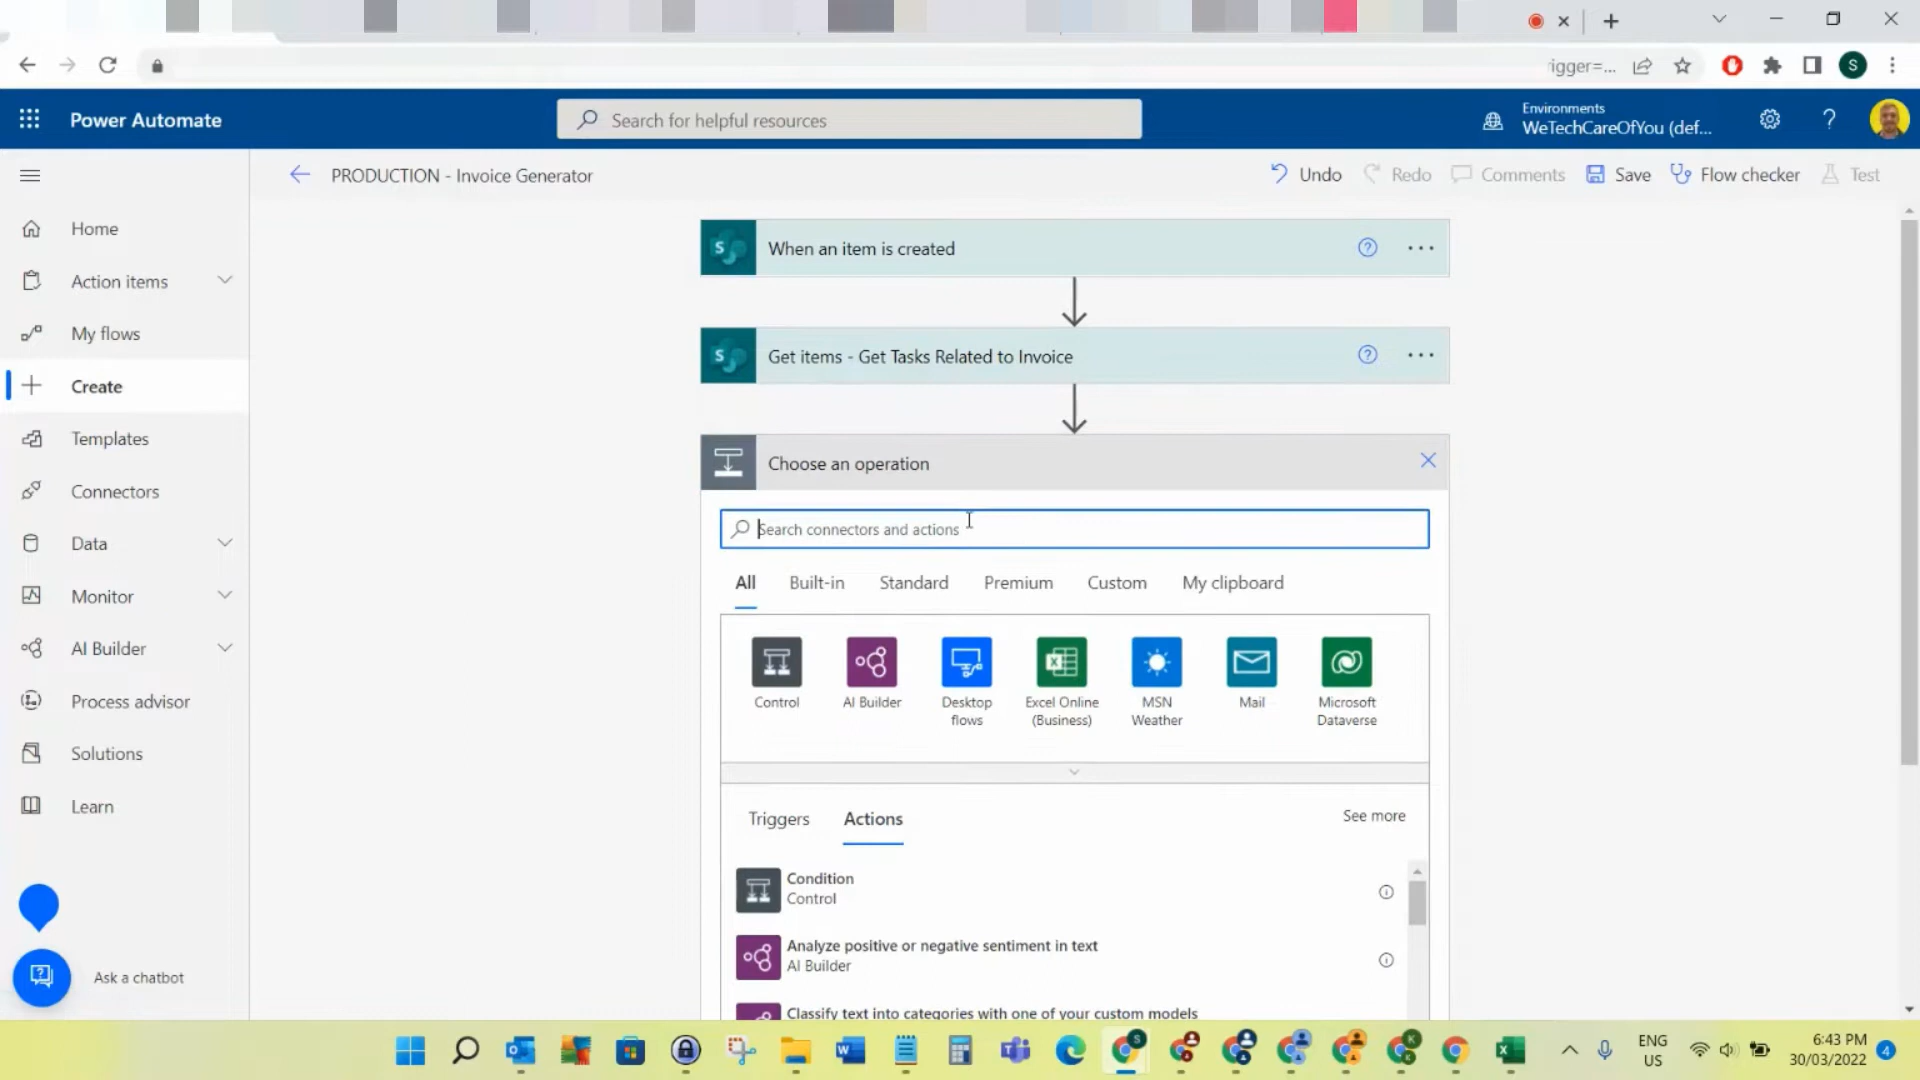 rigger=...
S
Power Automate
Search for helpful resources
Environments
WeTechCareOfYou (def...
PRODUCTION - Invoice Generator
Undo
Redo
Comments
Save
Flow checker
Test
Home
Action items
My flows
Create
Templates
Connectors
Data
Monitor
AI Builder
Process advisor
Solutions
Learn
Ask a chatbot
When an item is created
Get items - Get Tasks Related to Invoice
Choose an operation
Search connectors and actions
All
Built-in
Standard
Premium
Custom
My clipboard
Control
AI Builder
Desktop
flows
Excel Online
(Business)
MSN
Weather
Mail
Microsoft
Dataverse
Triggers
Actions
See more
Condition
Control
Analyze positive or negative sentiment in text
AI Builder
Classify text into categories with one of your custom models
ENG
US
6:43 PM
30/03/2022
4